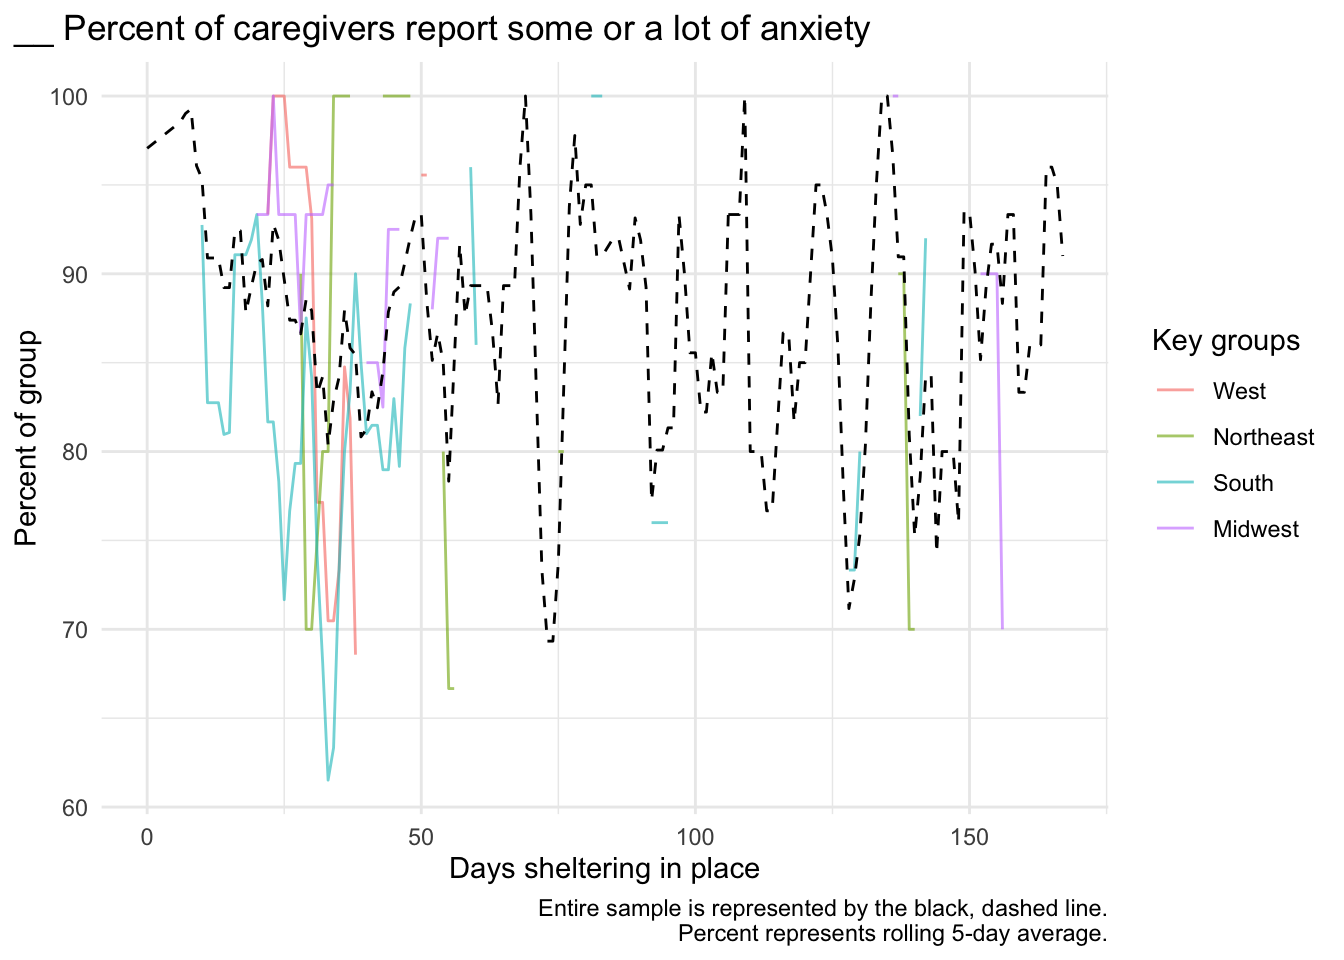 __ Percent of caregivers report some or a lot of anxiety
100
90
80
70
60
Percent of group
0 50 100 150
Days sheltering in place
Key groups
West
Northeast
South
Midwest
Entire sample is represented by the black, dashed line.
Percent represents rolling 5-day average.